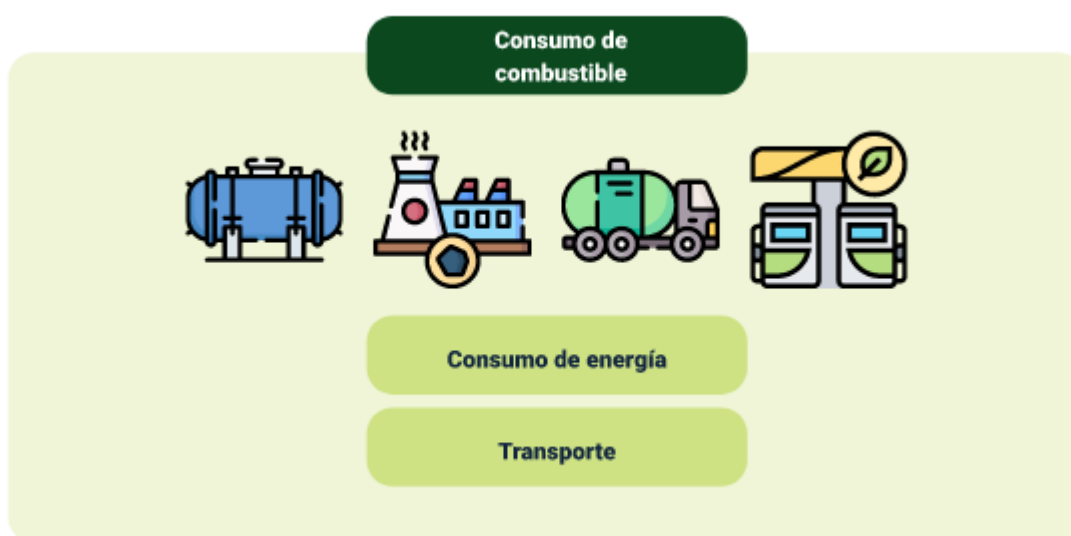 Consumo de
combustible
Consumo de energía
Transporte